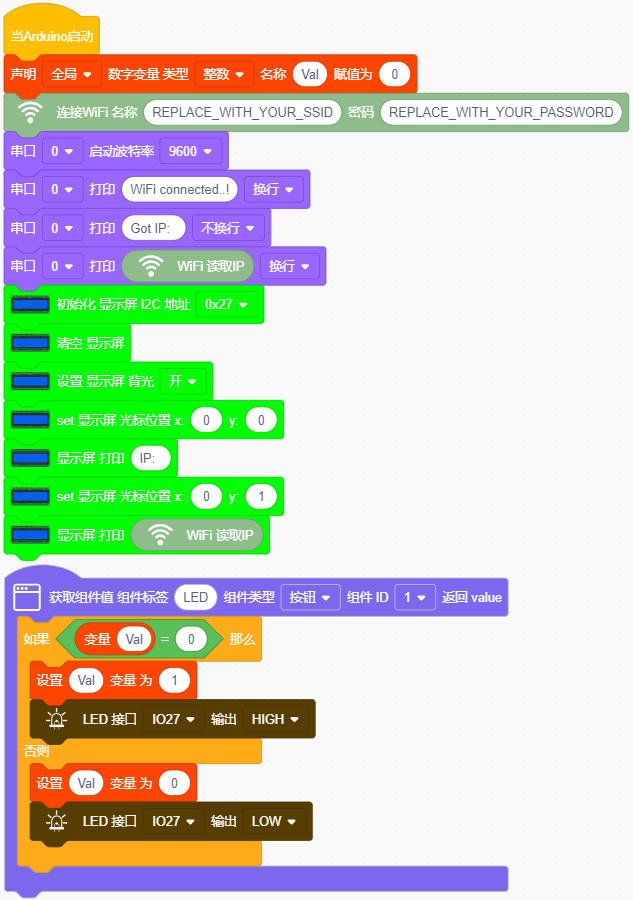 当Arduino启动
声明 全局 数字变量 类型 整数 名称 Val 赋值为 0
连接WiFi 名称 REPLACE_WITH_YOUR_SSID 密码 REPLACE_WITH_YOUR_PASSWORD
串口 0 启动波特率 9600
串口 0 打印 WiFi connected..! 换行
串口 0 打印 Got IP: 不换行
串口 0 打印 WiFi 读取IP 换行
初始化 显示屏 I2C 地址 0x27
清空 显示屏
设置 显示屏 背光 开
set 显示屏 光标位置 x: 0 y: 0
显示屏 打印 IP:
set 显示屏 光标位置 x: 0 y: 1
显示屏 打印 WiFi 读取IP
获取组件值 组件标签 LED 组件类型 按钮 组件 ID 1 返回 value
如果 变量 Val = 0 那么
设置 Val 变量 为 1
LED 接口 IO27 输出 HIGH
否则
设置 Val 变量 为 0
LED 接口 IO27 输出 LOW